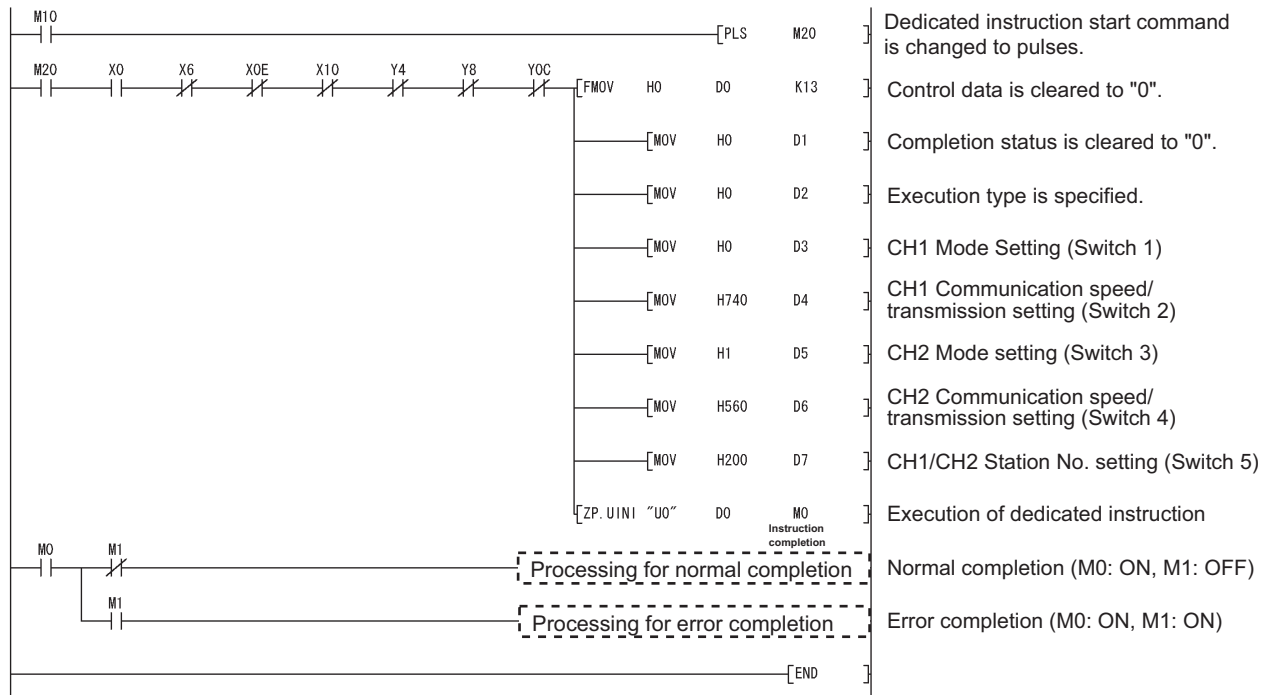 M10
[PLS M20 ]
Dedicated instruction start command
is changed to pulses.
M20 X0 X6 X0E X10 Y4 Y8 Y0C
[FMOV H0 D0 K13 ]
Control data is cleared to "0".
[MOV H0 D1 ]
Completion status is cleared to "0".
[MOV H0 D2 ]
Execution type is specified.
[MOV H0 D3 ]
CH1 Mode Setting (Switch 1)
[MOV H740 D4 ]
CH1 Communication speed/
transmission setting (Switch 2)
[MOV H1 D5 ]
CH2 Mode setting (Switch 3)
[MOV H560 D6 ]
CH2 Communication speed/
transmission setting (Switch 4)
[MOV H200 D7 ]
CH1/CH2 Station No. setting (Switch 5)
[ZP.UINI "U0" D0 M0 ]
Execution of dedicated instruction
Instruction
completion
M0 M1
Processing for normal completion
Normal completion (M0: ON, M1: OFF)
M1
Processing for error completion
Error completion (M0: ON, M1: ON)
[END ]